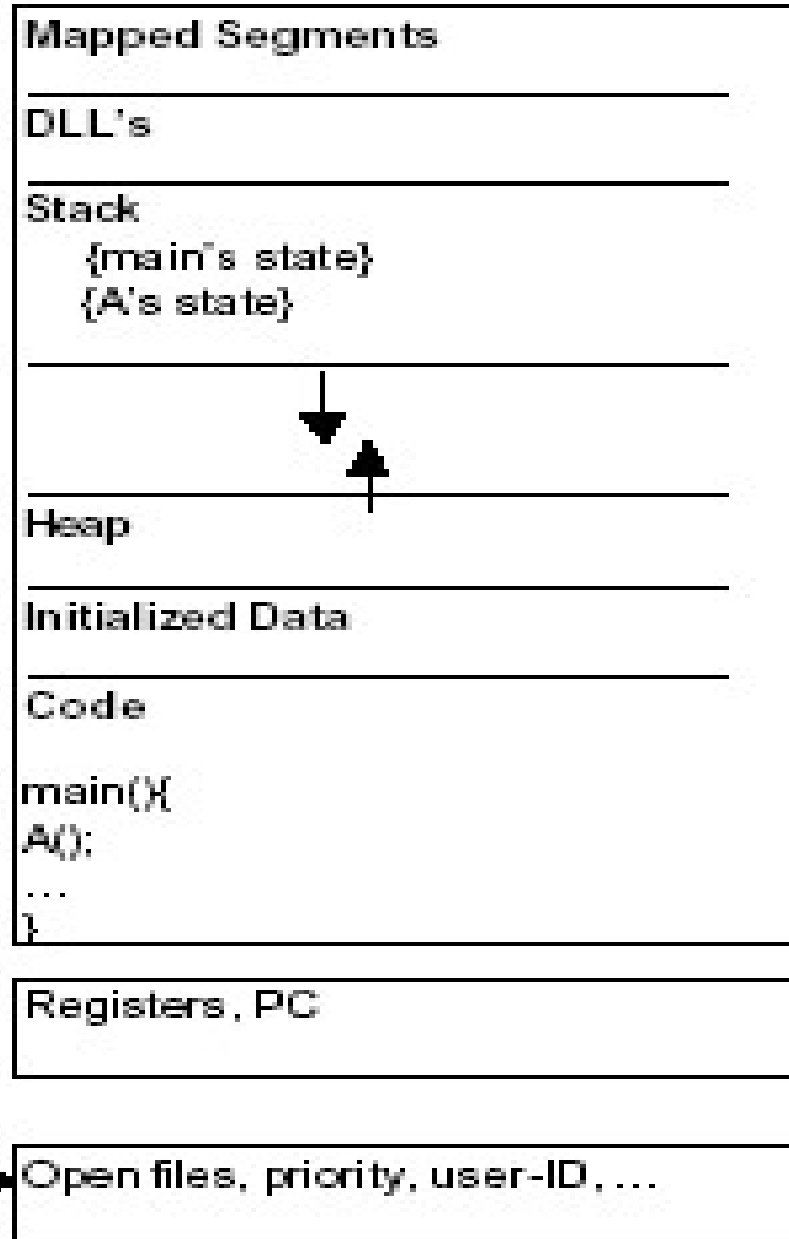 Mapped Segments
DLL's
Stack
{main's state}
{A's state}
Heap
Initialized Data
Code
main(){
A();
...
}
Registers, PC
Open files, priority, user-ID, ...